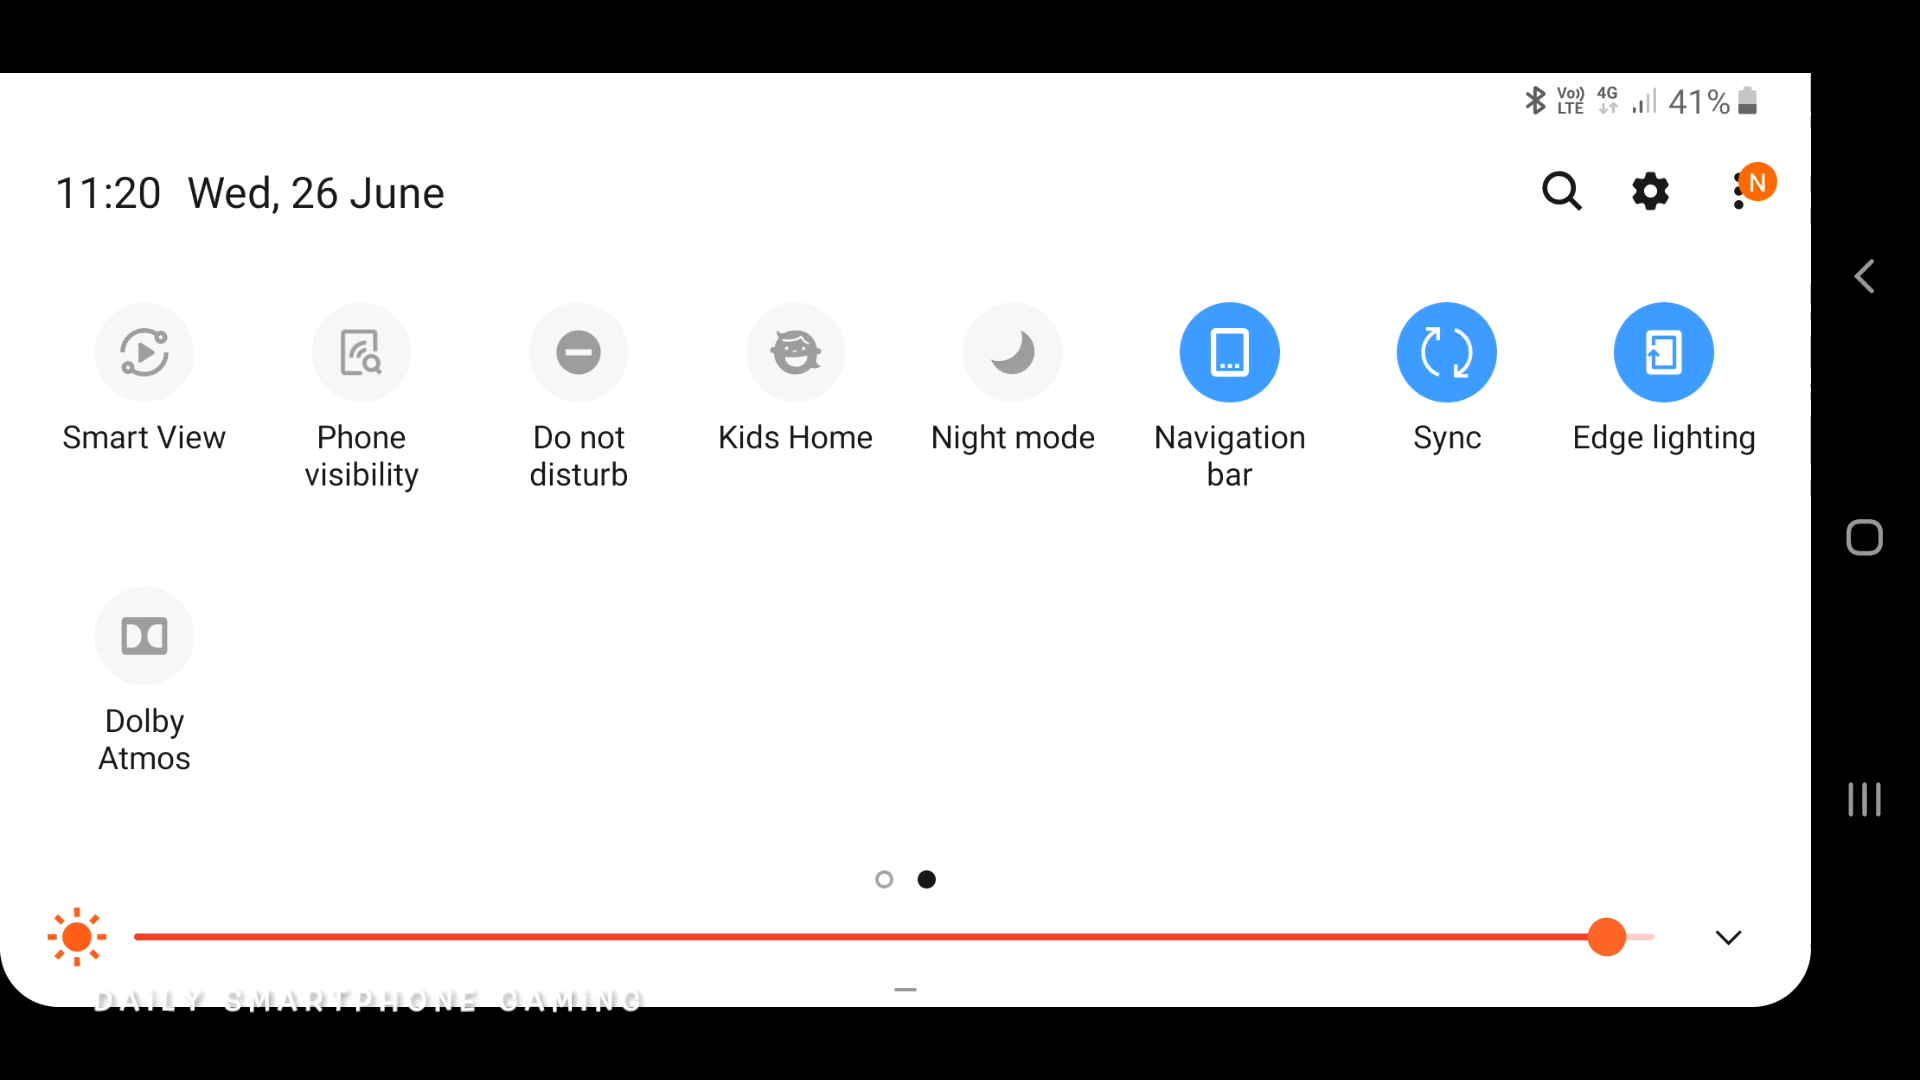 Vo)) LTE 4G 41%
11:20 Wed, 26 June
N
Smart View
Phone visibility
Do not disturb
Kids Home
Night mode
Navigation bar
Sync
Edge lighting
Dolby Atmos
DAILY SMARTPHONE GAMING